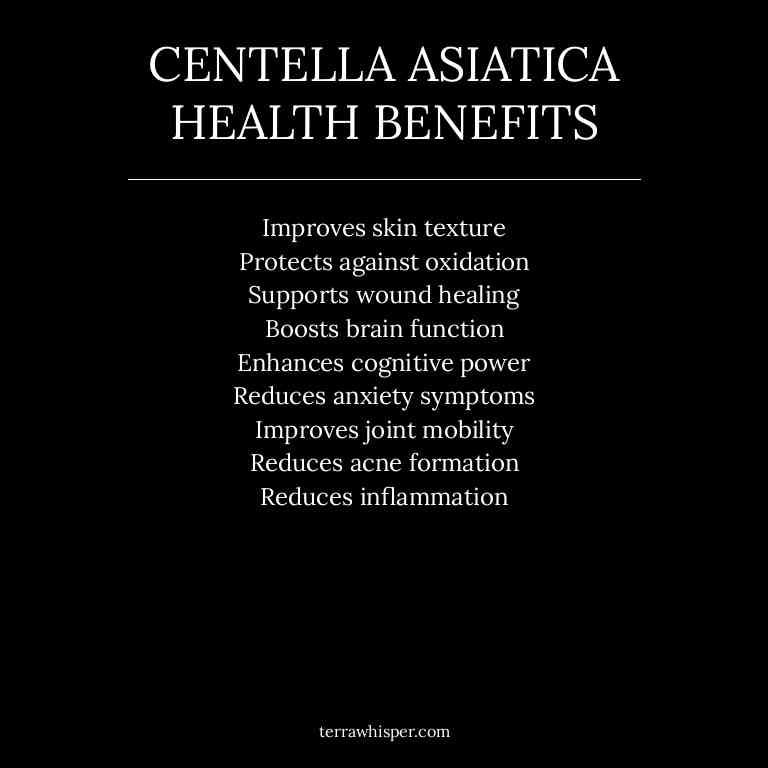 CENTELLA ASIATICA
HEALTH BENEFITS
Improves skin texture
Protects against oxidation
Supports wound healing
Boosts brain function
Enhances cognitive power
Reduces anxiety symptoms
Improves joint mobility
Reduces acne formation
Reduces inflammation
terrawhisper.com